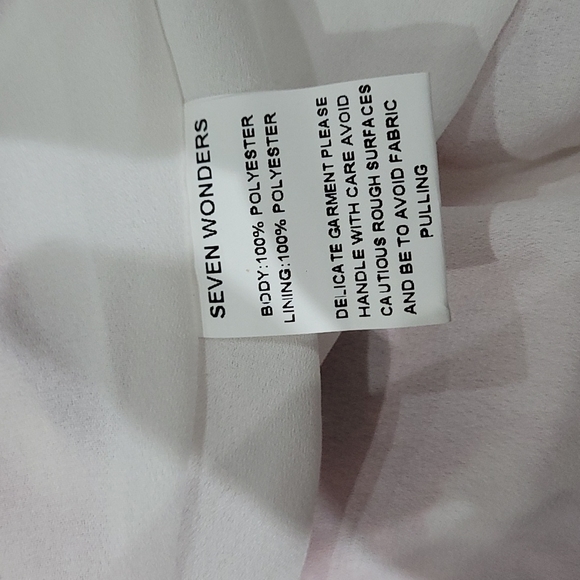 SEVEN WONDERS
BODY:100% POLYESTER
LINING:100% POLYESTER
DELICATE GARMENT PLEASE
HANDLE WITH CARE AVOID
CAUTIOUS ROUGH SURFACES
AND BE TO AVOID FABRIC
PULLING